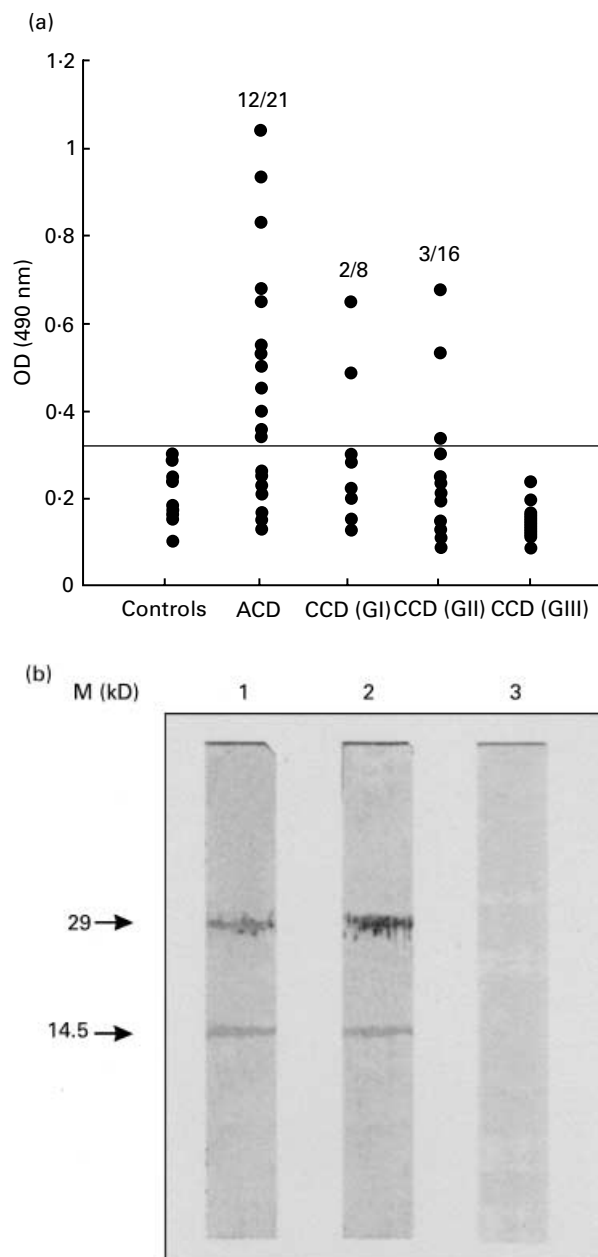 (a)
1·2
12/21
1
0·8
3/16
2/8
0·6
OD (490 nm)
0·4
0·2
0
Controls ACD CCD (GI) CCD (GII) CCD (GIII)
(b)
M (kD) 1 2 3
29
14.5